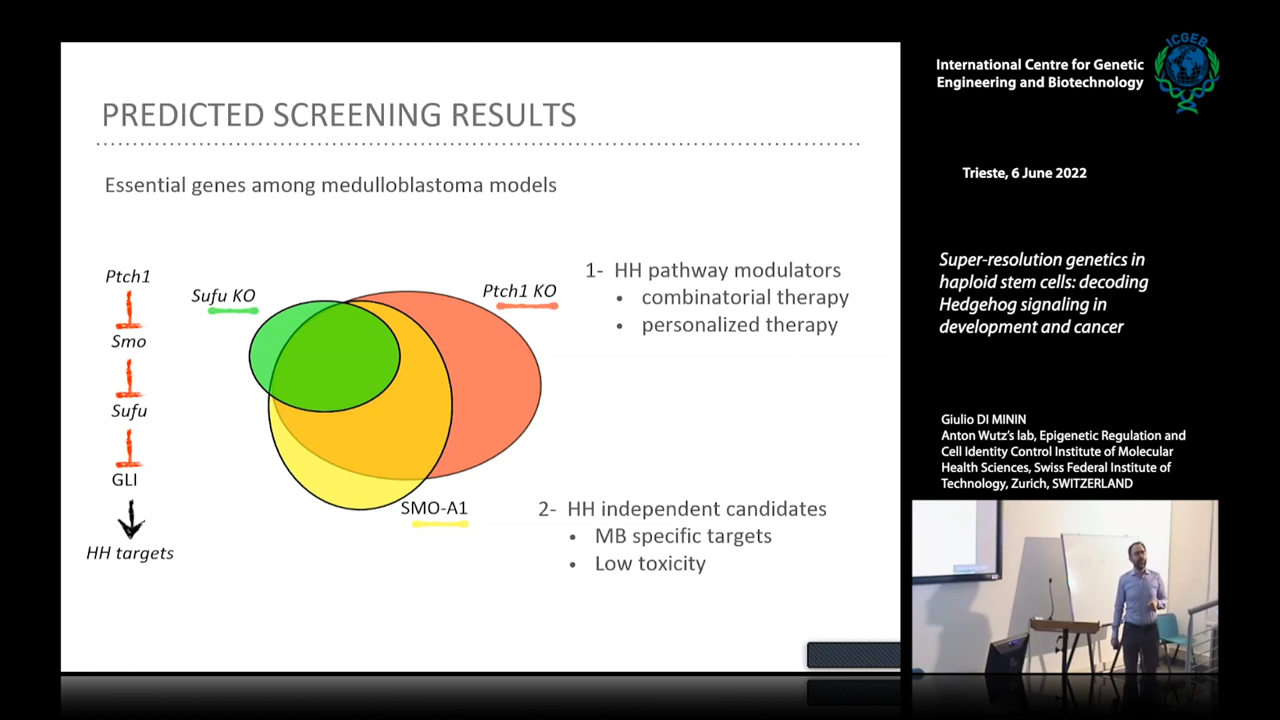 PREDICTED SCREENING RESULTS
Essential genes among medulloblastoma models
Ptch1
Smo
Sufu
GLI
HH targets
Sufu KO
Ptch1 KO
SMO-A1
1- HH pathway modulators
• combinatorial therapy
• personalized therapy
2- HH independent candidates
• MB specific targets
• Low toxicity
International Centre for Genetic
Engineering and Biotechnology
ICGEB
Trieste, 6 June 2022
Super-resolution genetics in
haploid stem cells: decoding
Hedgehog signaling in
development and cancer
Giulio DI MININ
Anton Wutz's lab, Epigenetic Regulation and
Cell Identity Control Institute of Molecular
Health Sciences, Swiss Federal Institute of
Technology, Zurich, SWITZERLAND